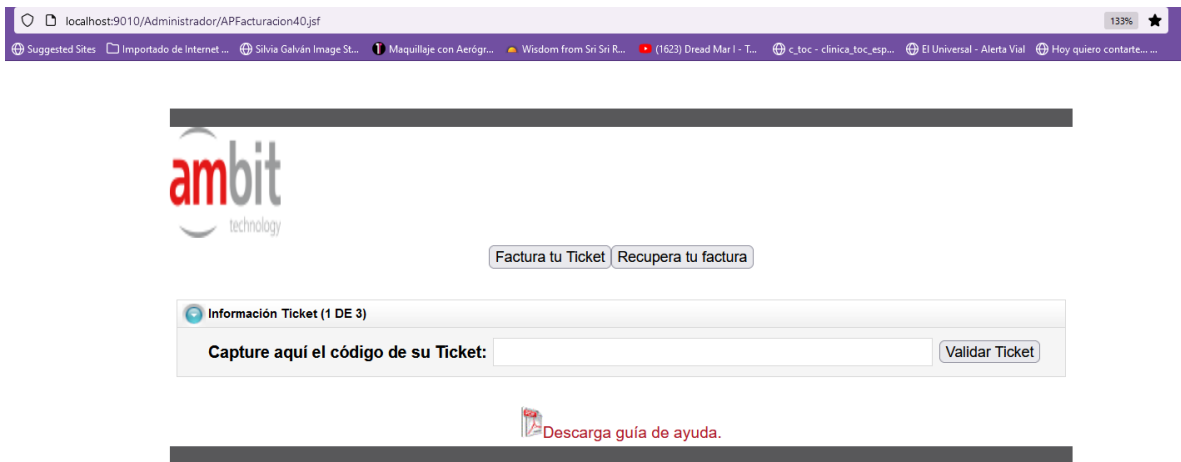 localhost:9010/Administrador/APFacturacion40.jsf 133%
Suggested Sites Importado de Internet ... Silvia Galván Image St... Maquillaje con Aerógr... Wisdom from Sri Sri R... (1623) Dread Mar I - T... c_toc - clinica_toc_esp... El Universal - Alerta Vial Hoy quiero contarte... ...
ambit
technology
Factura tu Ticket Recupera tu factura
Información Ticket (1 DE 3)
Capture aquí el código de su Ticket: Validar Ticket
Descarga guía de ayuda.